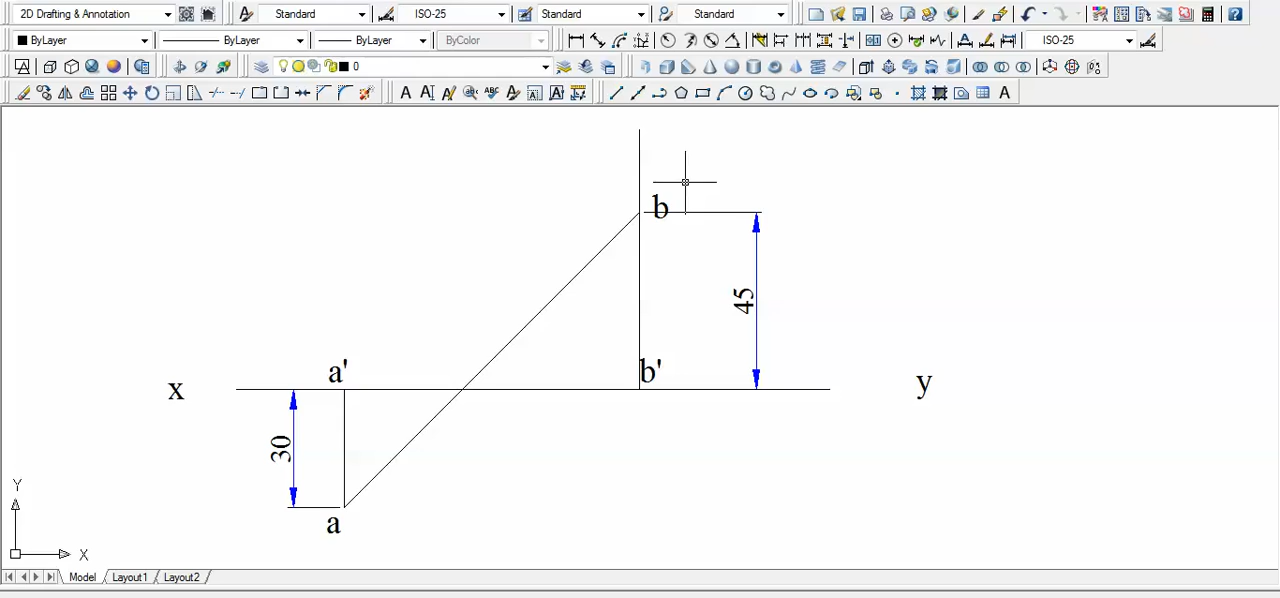 2D Drafting & Annotation Standard ISO-25 Standard Standard
ByLayer ByLayer ByLayer ByColor ISO-25
0
b
45
a' b'
x y
30
a
Y
X
Model Layout1 Layout2